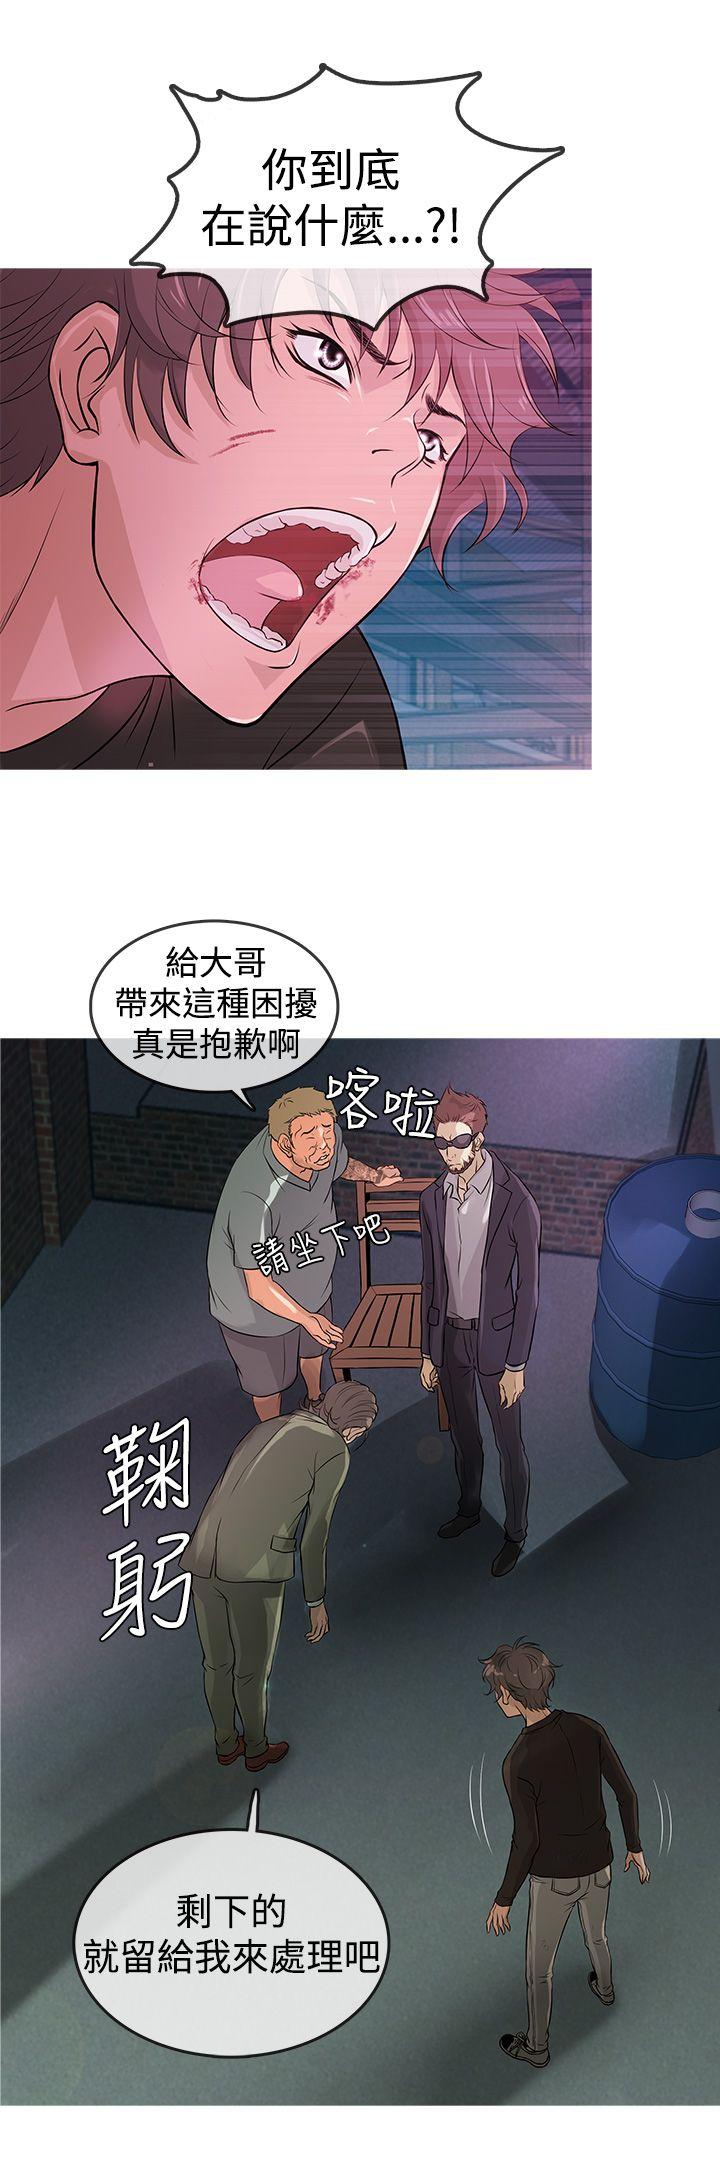 你到底
在說什麼...?!
給大哥
帶來這種困擾
真是抱歉啊
喀啦
請坐下吧
鞠躬
剩下的
就留給我來處理吧